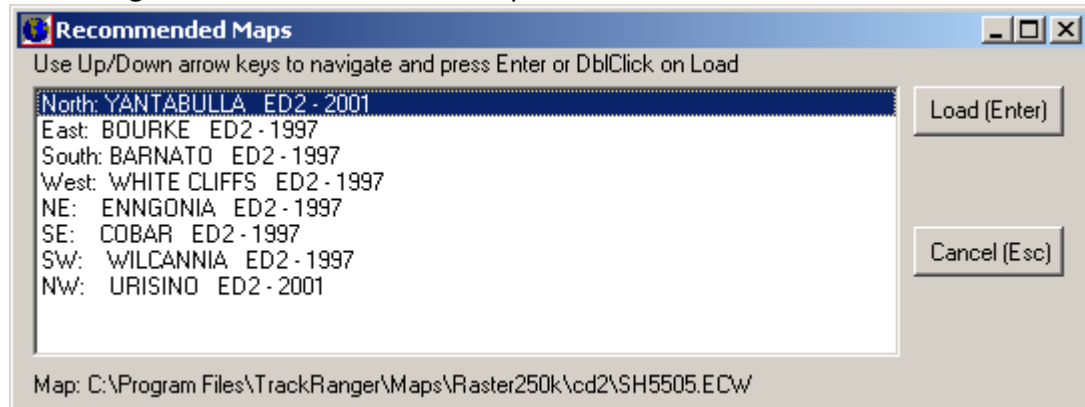 Recommended Maps
Use Up/Down arrow keys to navigate and press Enter or DblClick on Load
North: YANTABULLA ED2 - 2001
East: BOURKE ED2 - 1997
South: BARNATO ED2 - 1997
West: WHITE CLIFFS ED2 - 1997
NE: ENNGONIA ED2 - 1997
SE: COBAR ED2 - 1997
SW: WILCANNIA ED2 - 1997
NW: URISINO ED2 - 2001
Load (Enter)
Cancel (Esc)
Map: C:\Program Files\TrackRanger\Maps\Raster250k\cd2\SH5505.ECW